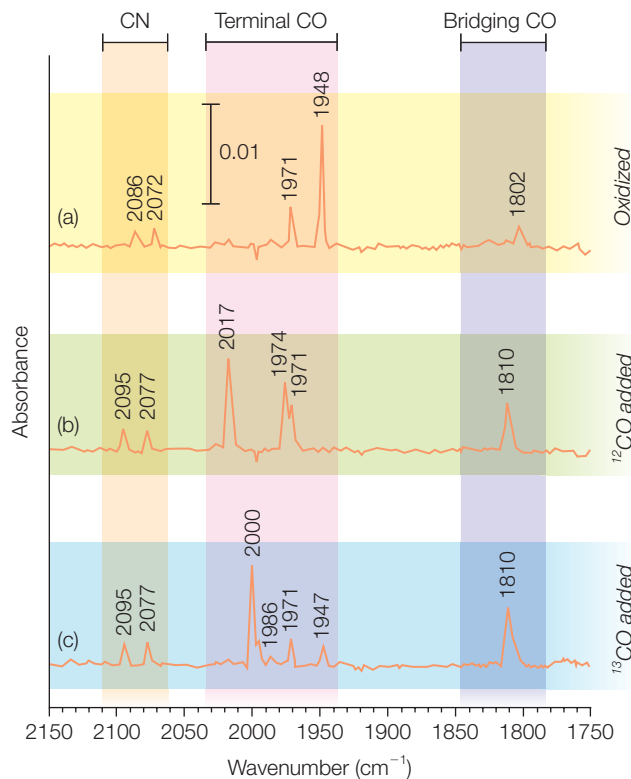 CN Terminal CO Bridging CO
1948
0.01
1971
2086
2072
1802
(a)
Oxidized
2017
1974
1971
2095
2077
1810
(b)
¹²CO added
2000
2095
2077
1986
1971
1947
1810
(c)
¹³CO added
Absorbance
2150 2100 2050 2000 1950 1900 1850 1800 1750
Wavenumber (cm⁻¹)